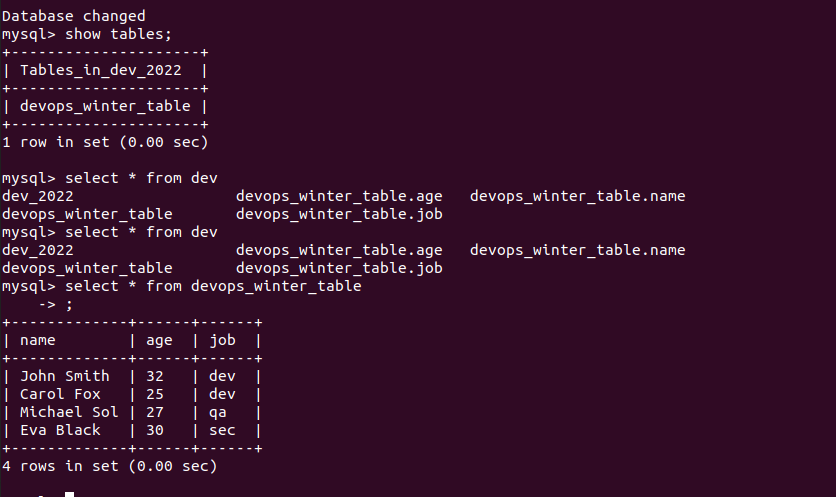 Database changed
mysql> show tables;
+---------------------+
| Tables_in_dev_2022  |
+---------------------+
| devops_winter_table |
+---------------------+
1 row in set (0.00 sec)

mysql> select * from dev
dev_2022                  devops_winter_table.age   devops_winter_table.name
devops_winter_table       devops_winter_table.job
mysql> select * from dev
dev_2022                  devops_winter_table.age   devops_winter_table.name
devops_winter_table       devops_winter_table.job
mysql> select * from devops_winter_table
    -> ;
+-------------+------+------+
| name        | age  | job  |
+-------------+------+------+
| John Smith  | 32   | dev  |
| Carol Fox   | 25   | dev  |
| Michael Sol | 27   | qa   |
| Eva Black   | 30   | sec  |
+-------------+------+------+
4 rows in set (0.00 sec)